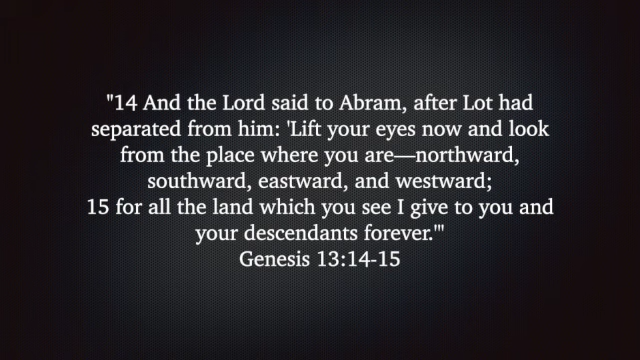 "14 And the Lord said to Abram, after Lot had
separated from him: 'Lift your eyes now and look
from the place where you are—northward,
southward, eastward, and westward;
15 for all the land which you see I give to you and
your descendants forever.'"
Genesis 13:14-15